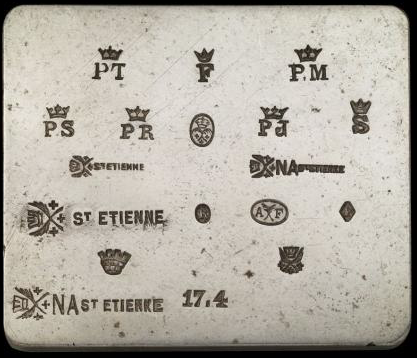 PT F PM
PS PR PJ S
ST ETIENNE NA ST ETIENNE
ST ETIENNE AF
NA ST ETIENNE 17.4